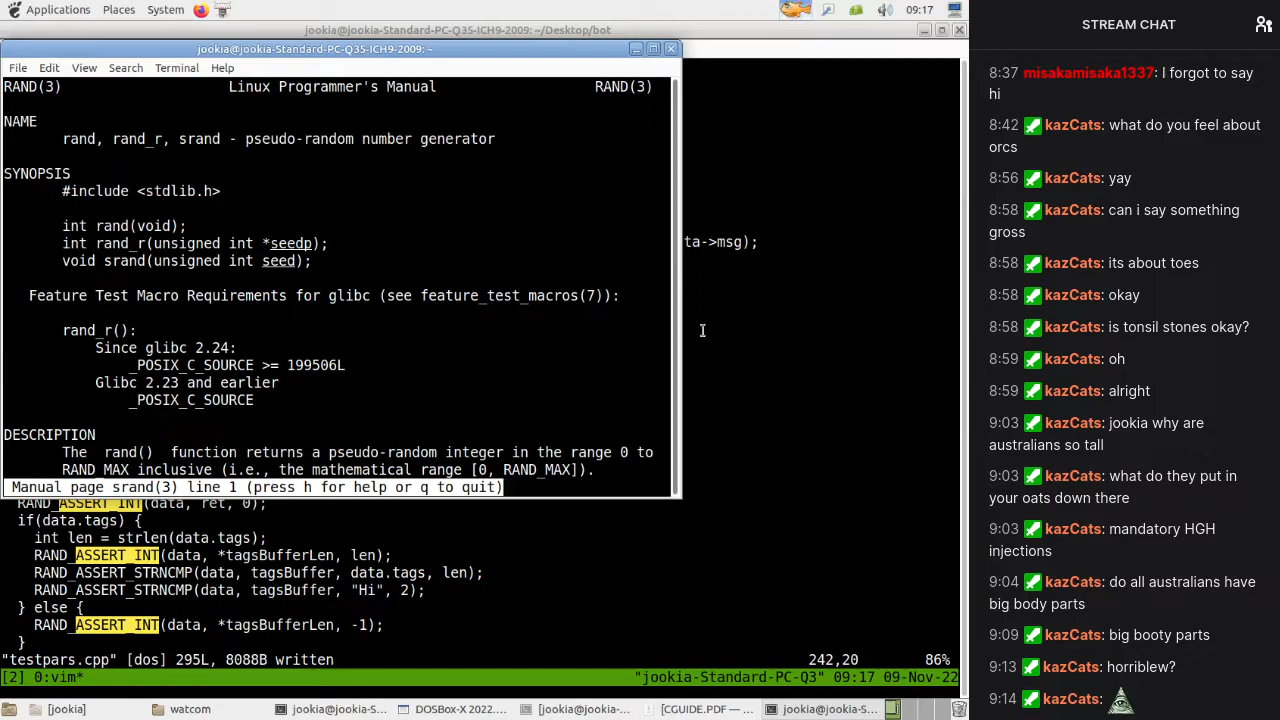 Applications Places System 09:17
jookia@jookia-Standard-PC-Q35-ICH9-2009: ~/Desktop/bot
jookia@jookia-Standard-PC-Q35-ICH9-2009: ~
File Edit View Search Terminal Help
RAND(3) Linux Programmer's Manual RAND(3)
NAME
rand, rand_r, srand - pseudo-random number generator
SYNOPSIS
#include <stdlib.h>
int rand(void);
int rand_r(unsigned int *seedp);
void srand(unsigned int seed);
Feature Test Macro Requirements for glibc (see feature_test_macros(7)):
rand_r():
Since glibc 2.24:
_POSIX_C_SOURCE >= 199506L
Glibc 2.23 and earlier
_POSIX_C_SOURCE
DESCRIPTION
The rand() function returns a pseudo-random integer in the range 0 to
RAND_MAX inclusive (i.e., the mathematical range [0, RAND_MAX]).
Manual page srand(3) line 1 (press h for help or q to quit)
ta->msg);
RAND_ASSERT_INT(data, ret, 0);
if(data.tags) {
int len = strlen(data.tags);
RAND_ASSERT_INT(data, *tagsBufferLen, len);
RAND_ASSERT_STRNCMP(data, tagsBuffer, data.tags, len);
RAND_ASSERT_STRNCMP(data, tagsBuffer, "Hi", 2);
} else {
RAND_ASSERT_INT(data, *tagsBufferLen, -1);
}
"testpars.cpp" [dos] 295L, 8088B written 242,20 86%
[2] 0:vim* "jookia-Standard-PC-Q3" 09:17 09-Nov-22
[jookia] watcom jookia@jookia-S... DOSBox-X 2022.... [jookia@jookia-... [CGUIDE.PDF — ... jookia@jookia-S...
STREAM CHAT
8:37 misakamisaka1337: I forgot to say
hi
8:42 kazCats: what do you feel about
orcs
8:56 kazCats: yay
8:58 kazCats: can i say something
gross
8:58 kazCats: its about toes
8:58 kazCats: okay
8:58 kazCats: is tonsil stones okay?
8:59 kazCats: oh
8:59 kazCats: alright
9:03 kazCats: jookia why are
australians so tall
9:03 kazCats: what do they put in
your oats down there
9:03 kazCats: mandatory HGH
injections
9:04 kazCats: do all australians have
big body parts
9:09 kazCats: big booty parts
9:13 kazCats: horriblew?
9:14 kazCats: